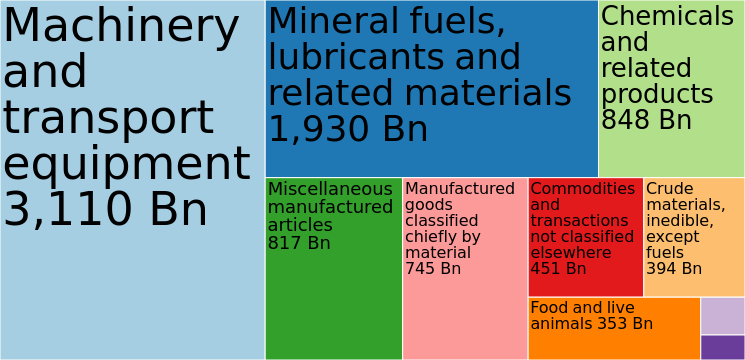 Machinery
and
transport
equipment
3,110 Bn
Mineral fuels,
lubricants and
related materials
1,930 Bn
Chemicals
and
related
products
848 Bn
Miscellaneous
manufactured
articles
817 Bn
Manufactured
goods
classified
chiefly by
material
745 Bn
Commodities
and
transactions
not classified
elsewhere
451 Bn
Crude
materials,
inedible,
except
fuels
394 Bn
Food and live
animals 353 Bn